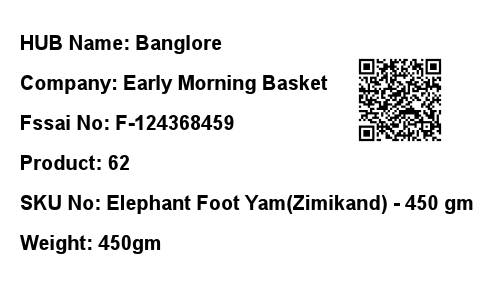 HUB Name: Banglore
Company: Early Morning Basket
Fssai No: F-124368459
Product: 62
SKU No: Elephant Foot Yam(Zimikand) - 450 gm
Weight: 450gm